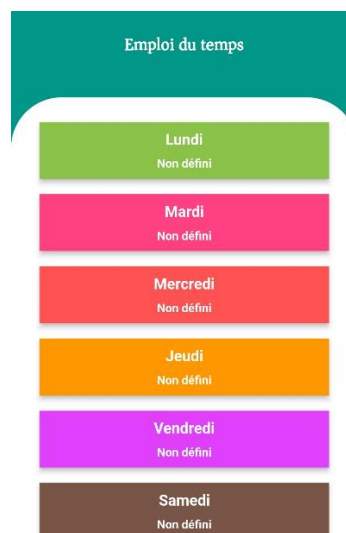 Emploi du temps
Lundi
Non défini
Mardi
Non défini
Mercredi
Non défini
Jeudi
Non défini
Vendredi
Non défini
Samedi
Non défini